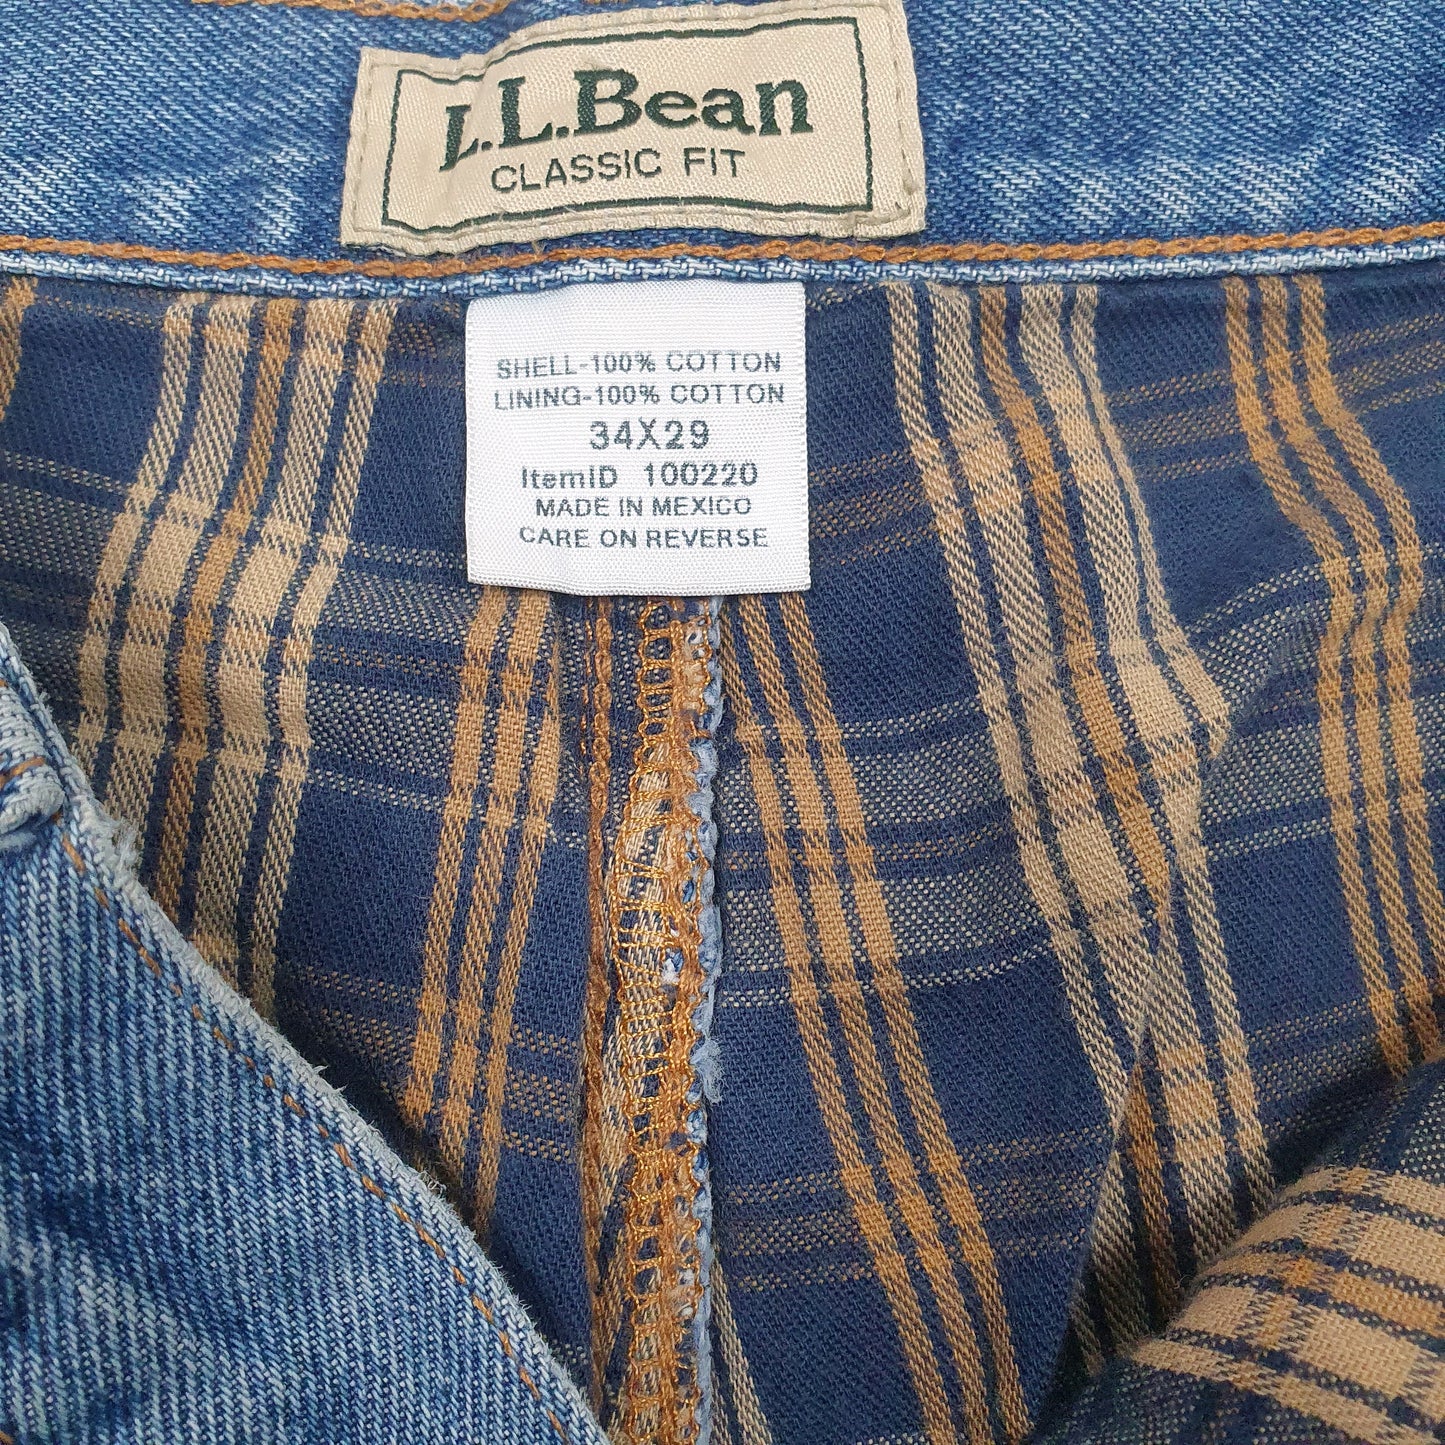 L.L.Bean
CLASSIC FIT
SHELL-100% COTTON
LINING-100% COTTON
34X29
ItemID 100220
MADE IN MEXICO
CARE ON REVERSE